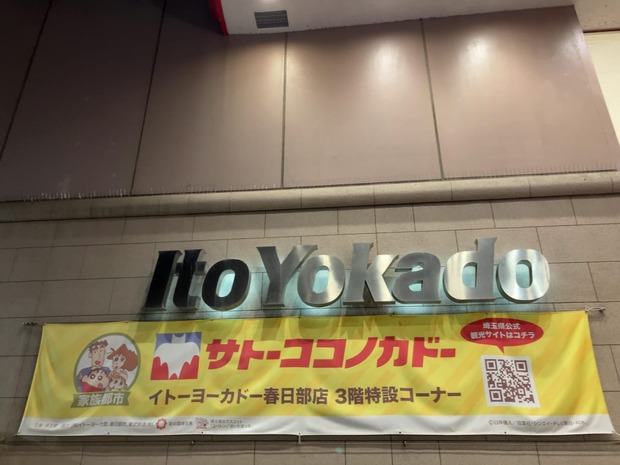 Ito Yokado
埼玉県公式
観光サイトはコチラ
サトーココノカドー
家族都市
イトーヨーカドー春日部店 3階特設コーナー